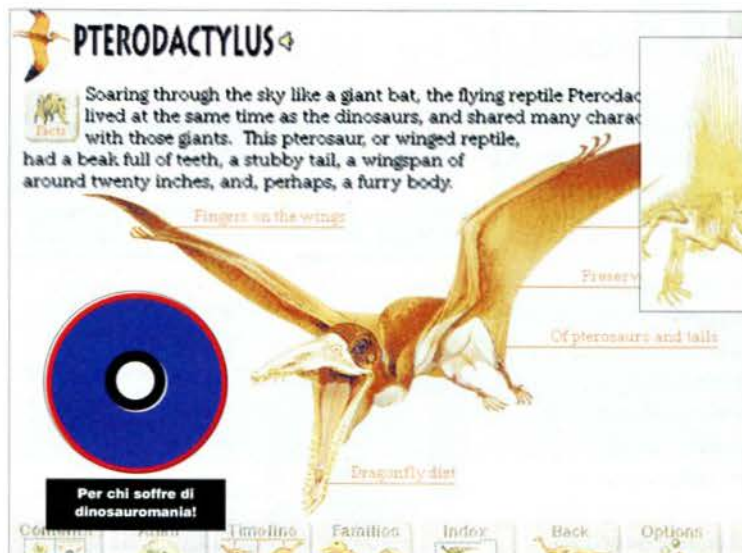 PTERODACTYLUS
Soaring through the sky like a giant bat, the flying reptile Pterodac
lived at the same time as the dinosaurs, and shared many charac
Facts
with those giants. This pterosaur, or winged reptile,
had a beak full of teeth, a stubby tail, a wingspan of
around twenty inches, and, perhaps, a furry body.
Fingers on the wings
Preserv
Of pterosaurs and tails
Dragonfly diet
Per chi soffre di
dinosauromania!
Contents Atlas Timeline Families Index Back Options